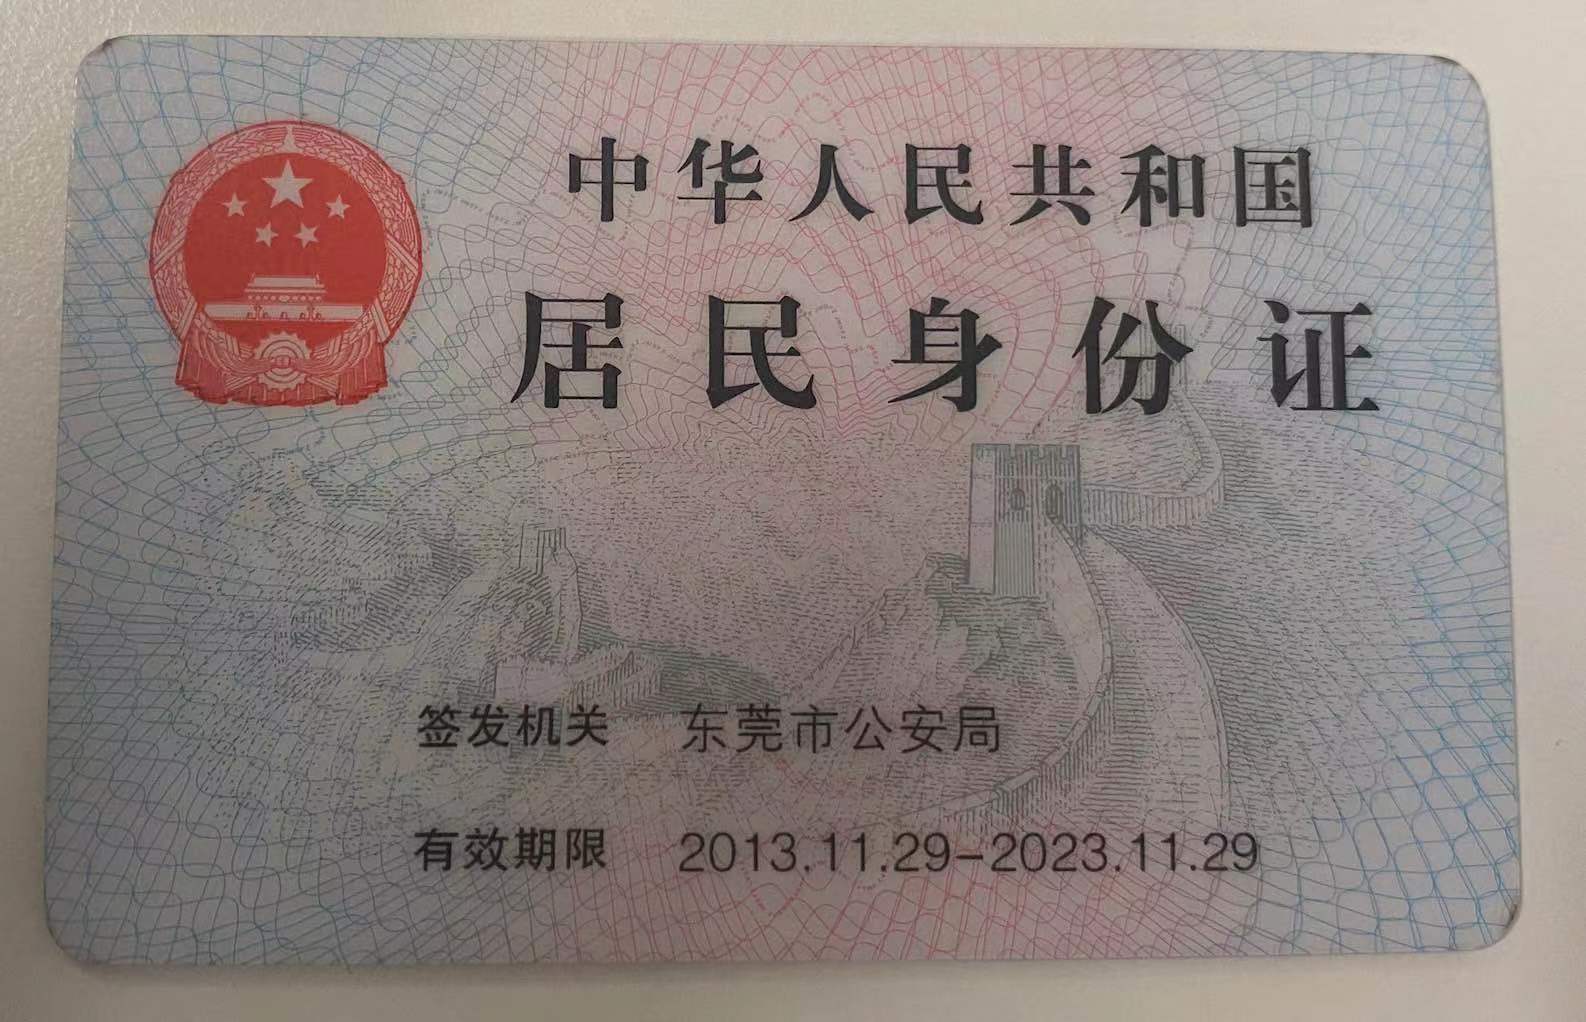 中华人民共和国
居民身份证
签发机关 东莞市公安局
有效期限 2013.11.29-2023.11.29